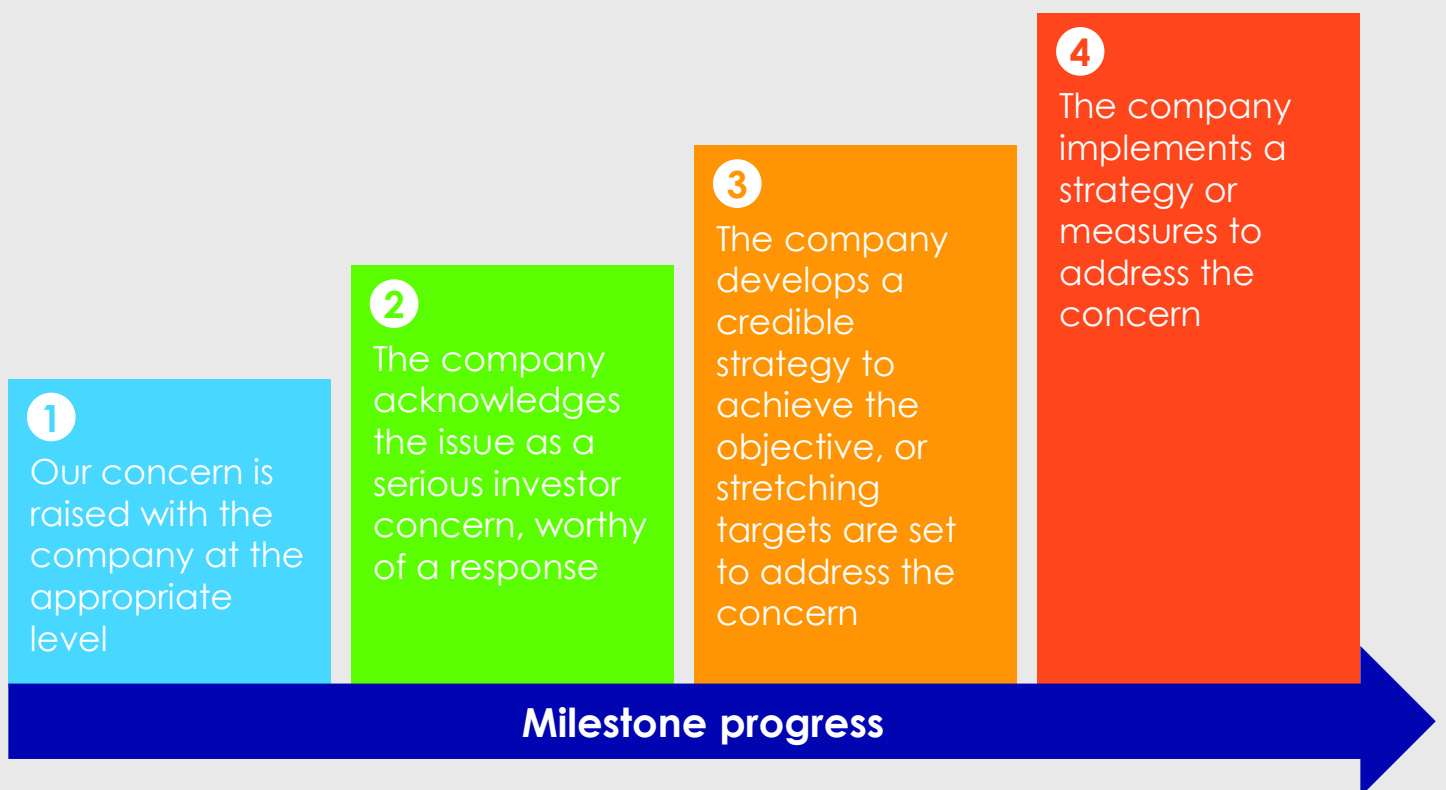 1
Our concern is
raised with the
company at the
appropriate
level
2
The company
acknowledges
the issue as a
serious investor
concern, worthy
of a response
3
The company
develops a
credible
strategy to
achieve the
objective, or
stretching
targets are set
to address the
concern
4
The company
implements a
strategy or
measures to
address the
concern
Milestone progress